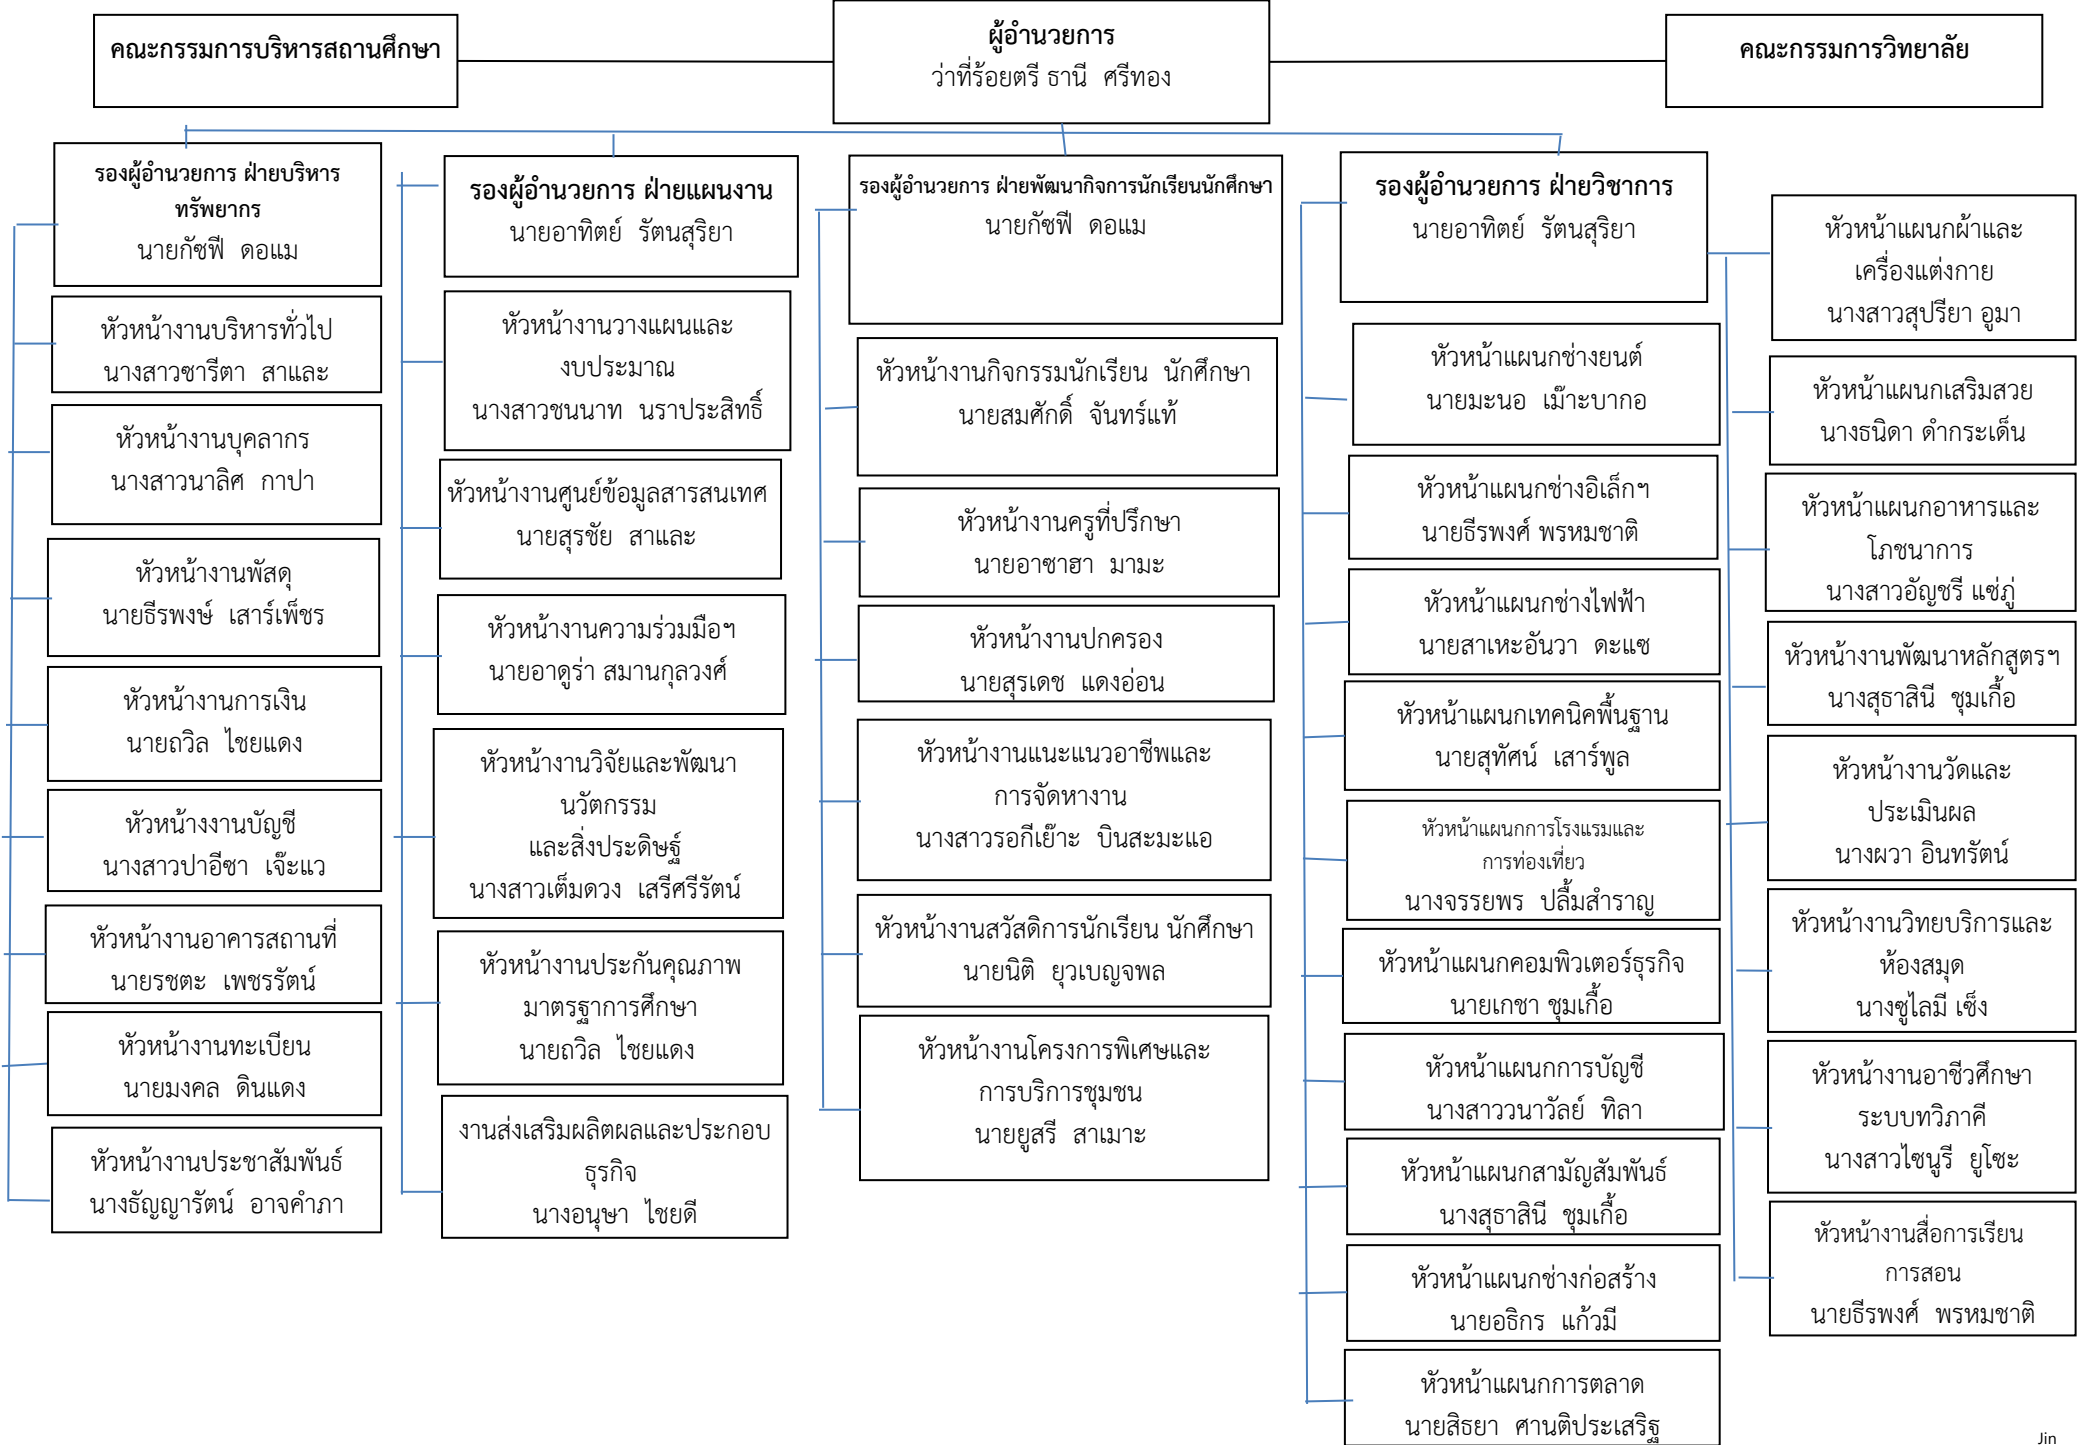 คณะกรรมการบริหารสถานศึกษา
ผู้อำนวยการ
ว่าที่ร้อยตรี ธานี ศรีทอง
คณะกรรมการวิทยาลัย
รองผู้อำนวยการ ฝ่ายบริหาร
ทรัพยากร
นายกัซฟี ดอแม
หัวหน้างานบริหารทั่วไป
นางสาวซารีตา สาและ
หัวหน้างานบุคลากร
นางสาวนาลิศ กาปา
หัวหน้างานพัสดุ
นายธีรพงษ์ เสาร์เพ็ชร
หัวหน้างานการเงิน
นายถวิล ไชยแดง
หัวหน้างงานบัญชี
นางสาวปาอีซา เจ๊ะแว
หัวหน้างานอาคารสถานที่
นายรชตะ เพชรรัตน์
หัวหน้างานทะเบียน
นายมงคล ดินแดง
หัวหน้างานประชาสัมพันธ์
นางธัญญารัตน์ อาจคำภา
รองผู้อำนวยการ ฝ่ายแผนงาน
นายอาทิตย์ รัตนสุริยา
หัวหน้างานวางแผนและ
งบประมาณ
นางสาวชนนาท นราประสิทธิ์
หัวหน้างานศูนย์ข้อมูลสารสนเทศ
นายสุรชัย สาและ
หัวหน้างานความร่วมมือฯ
นายอาดูร่า สมานกุลวงศ์
หัวหน้างานวิจัยและพัฒนา
นวัตกรรม
และสิ่งประดิษฐ์
นางสาวเต็มดวง เสรีศรีรัตน์
หัวหน้างานประกันคุณภาพ
มาตรฐาการศึกษา
นายถวิล ไชยแดง
งานส่งเสริมผลิตผลและประกอบ
ธุรกิจ
นางอนุษา ไชยดี
รองผู้อำนวยการ ฝ่ายพัฒนากิจการนักเรียนนักศึกษา
นายกัซฟี ดอแม
หัวหน้างานกิจกรรมนักเรียน นักศึกษา
นายสมศักดิ์ จันทร์แท้
หัวหน้างานครูที่ปรึกษา
นายอาซาฮา มามะ
หัวหน้างานปกครอง
นายสุรเดช แดงอ่อน
หัวหน้างานแนะแนวอาชีพและ
การจัดหางาน
นางสาวรอกีเย๊าะ บินสะมะแอ
หัวหน้างานสวัสดิการนักเรียน นักศึกษา
นายนิติ ยุวเบญจพล
หัวหน้างานโครงการพิเศษและ
การบริการชุมชน
นายยูสรี สาเมาะ
รองผู้อำนวยการ ฝ่ายวิชาการ
นายอาทิตย์ รัตนสุริยา
หัวหน้าแผนกช่างยนต์
นายมะนอ เม๊าะบากอ
หัวหน้าแผนกช่างอิเล็กฯ
นายธีรพงศ์ พรหมชาติ
หัวหน้าแผนกช่างไฟฟ้า
นายสาเหะอันวา ดะแซ
หัวหน้าแผนกเทคนิคพื้นฐาน
นายสุทัศน์ เสาร์พูล
หัวหน้าแผนกการโรงแรมและ
การท่องเที่ยว
นางจรรยพร ปลื้มสำราญ
หัวหน้าแผนกคอมพิวเตอร์ธุรกิจ
นายเกชา ชุมเกื้อ
หัวหน้าแผนกการบัญชี
นางสาววนาวัลย์ ทิลา
หัวหน้าแผนกสามัญสัมพันธ์
นางสุธาสินี ชุมเกื้อ
หัวหน้าแผนกช่างก่อสร้าง
นายอธิกร แก้วมี
หัวหน้าแผนกการตลาด
นายสิธยา ศานติประเสริฐ
หัวหน้าแผนกผ้าและ
เครื่องแต่งกาย
นางสาวสุปรียา อูมา
หัวหน้าแผนกเสริมสวย
นางธนิดา ดำกระเด็น
หัวหน้าแผนกอาหารและ
โภชนาการ
นางสาวอัญชรี แซ่ภู่
หัวหน้างานพัฒนาหลักสูตรฯ
นางสุธาสินี ชุมเกื้อ
หัวหน้างานวัดและ
ประเมินผล
นางผวา อินทรัตน์
หัวหน้างานวิทยบริการและ
ห้องสมุด
นางซูไลมี เซ็ง
หัวหน้างานอาชีวศึกษา
ระบบทวิภาคี
นางสาวไซนูรี ยูโซะ
หัวหน้างานสื่อการเรียน
การสอน
นายธีรพงศ์ พรหมชาติ
Jin